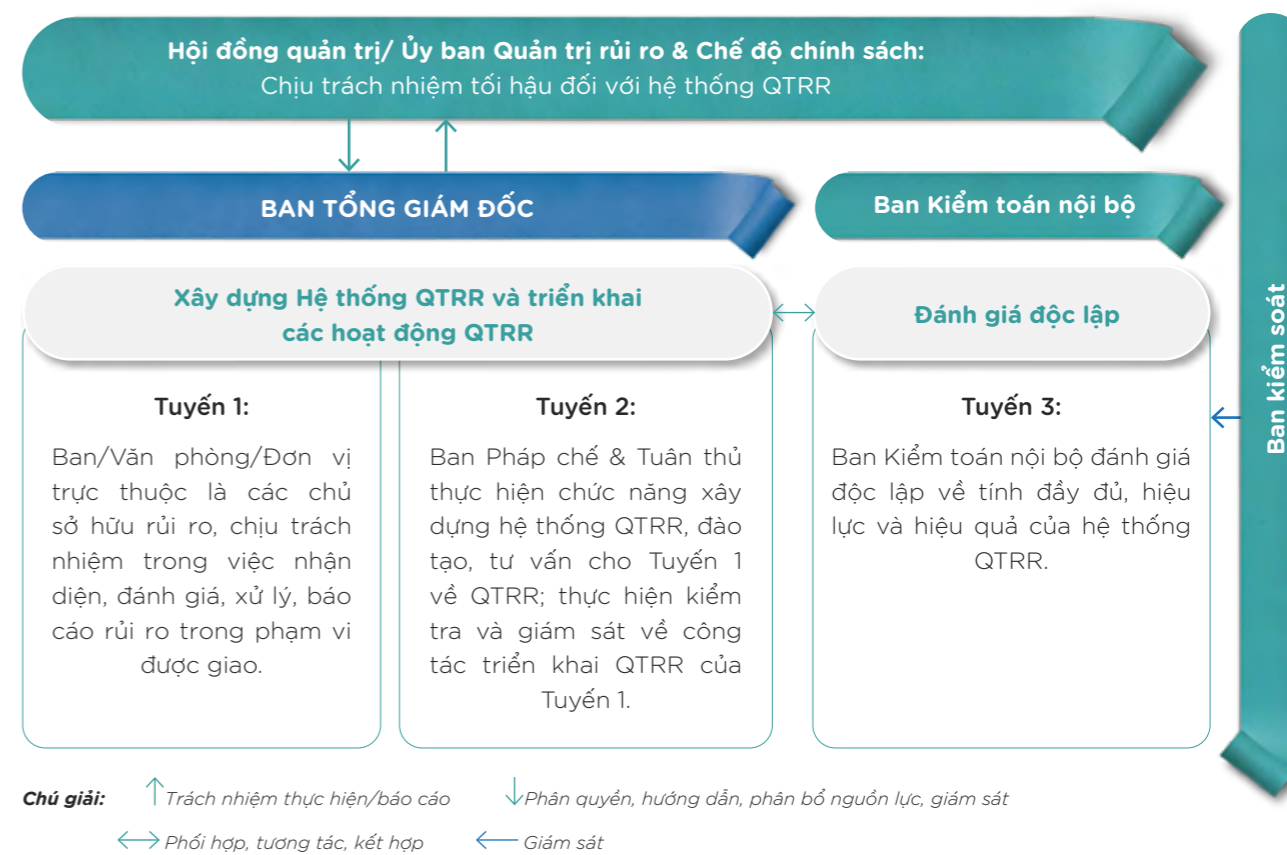 Hội đồng quản trị/ Ủy ban Quản trị rủi ro & Chế độ chính sách:
Chịu trách nhiệm tối hậu đối với hệ thống QTRR
BAN TỔNG GIÁM ĐỐC
Ban Kiểm toán nội bộ
Xây dựng Hệ thống QTRR và triển khai
các hoạt động QTRR
Đánh giá độc lập
Tuyến 1:
Ban/Văn phòng/Đơn vị
trực thuộc là các chủ
sở hữu rủi ro, chịu trách
nhiệm trong việc nhận
diện, đánh giá, xử lý, báo
cáo rủi ro trong phạm vi
được giao.
Tuyến 2:
Ban Pháp chế & Tuân thủ
thực hiện chức năng xây
dựng hệ thống QTRR, đào
tạo, tư vấn cho Tuyến 1
về QTRR; thực hiện kiểm
tra và giám sát về công
tác triển khai QTRR của
Tuyến 1.
Tuyến 3:
Ban Kiểm toán nội bộ đánh giá
độc lập về tính đầy đủ, hiệu
lực và hiệu quả của hệ thống
QTRR.
Ban kiểm soát
Chú giải: Trách nhiệm thực hiện/báo cáo Phân quyền, hướng dẫn, phân bổ nguồn lực, giám sát
Phối hợp, tương tác, kết hợp Giám sát